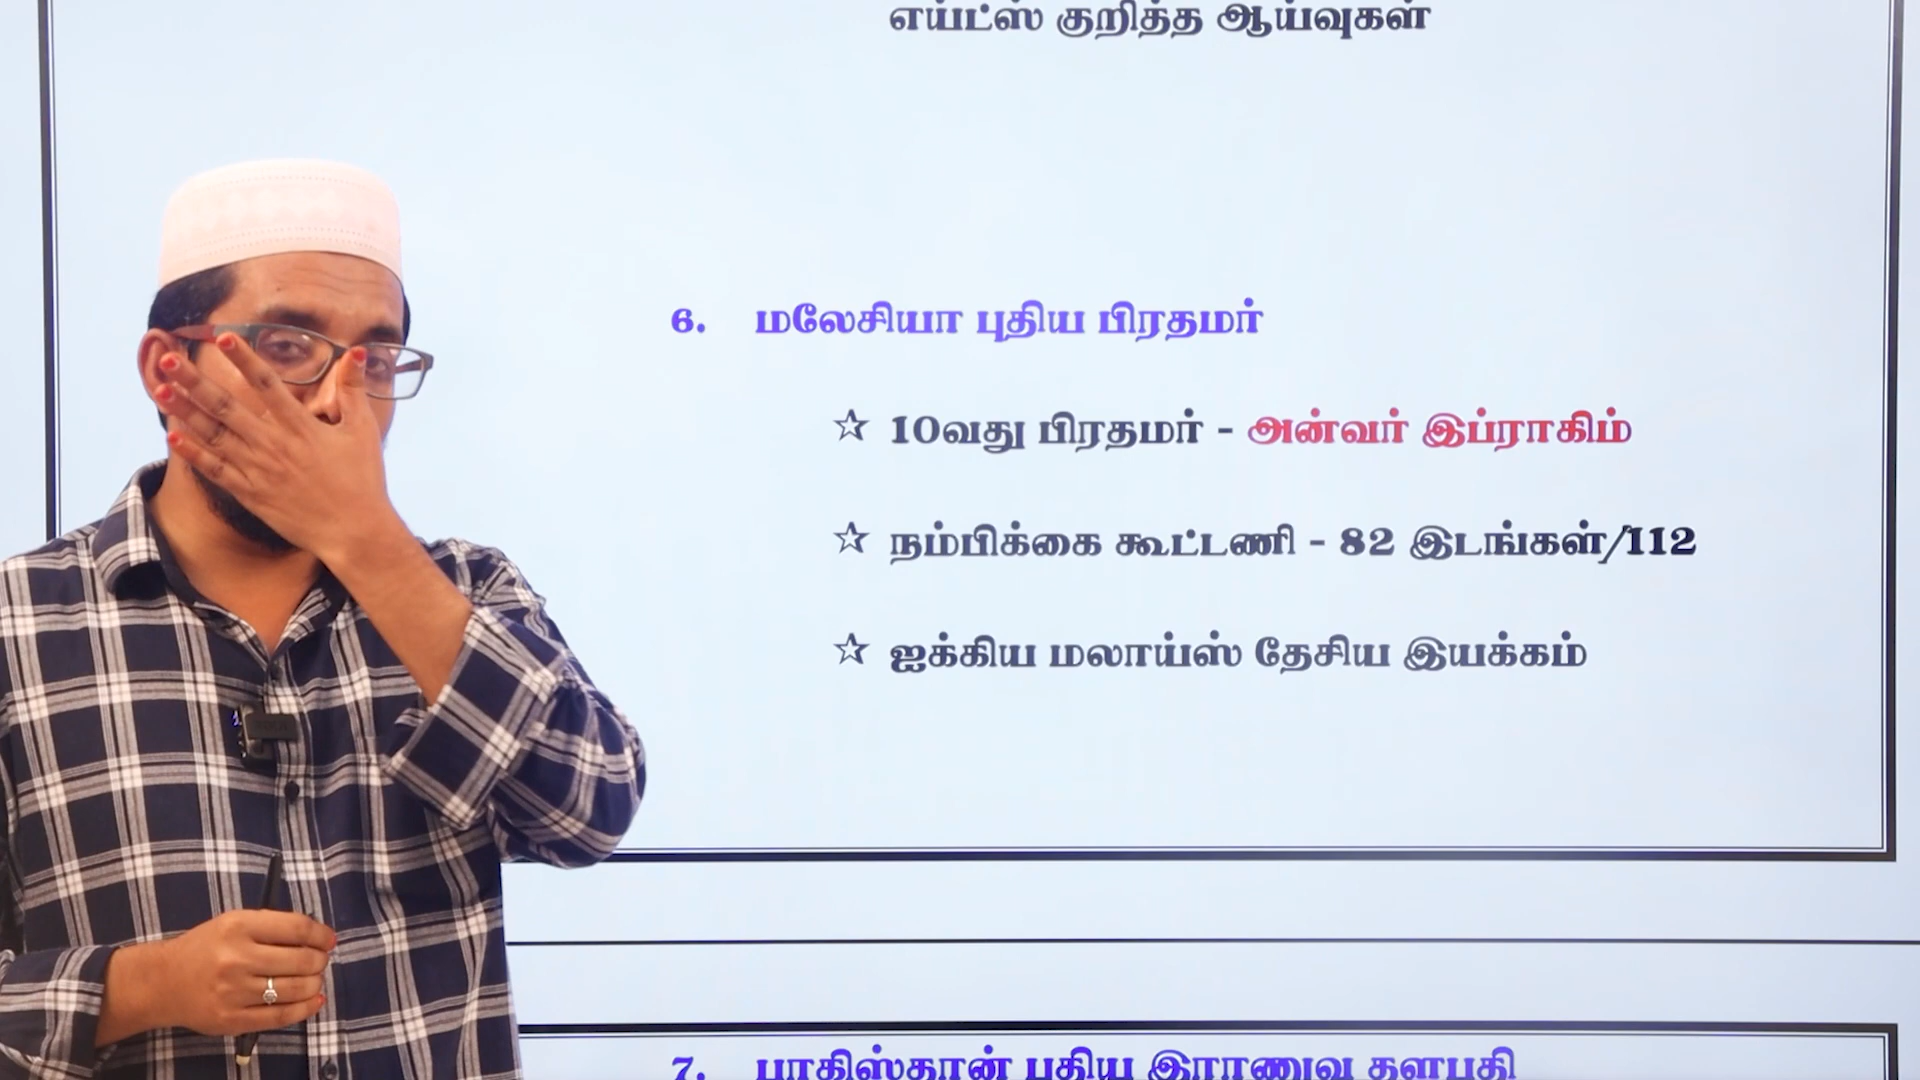 எய்ட்ஸ் குறித்த ஆய்வுகள்
6. மலேசியா புதிய பிரதமர்
☆ 10வது பிரதமர் - அன்வர் இப்ராகிம்
☆ நம்பிக்கை கூட்டணி - 82 இடங்கள்/112
☆ ஐக்கிய மலாய்ஸ் தேசிய இயக்கம்
7. பாகிஸ்தான் புதிய இராணுவ தளபதி